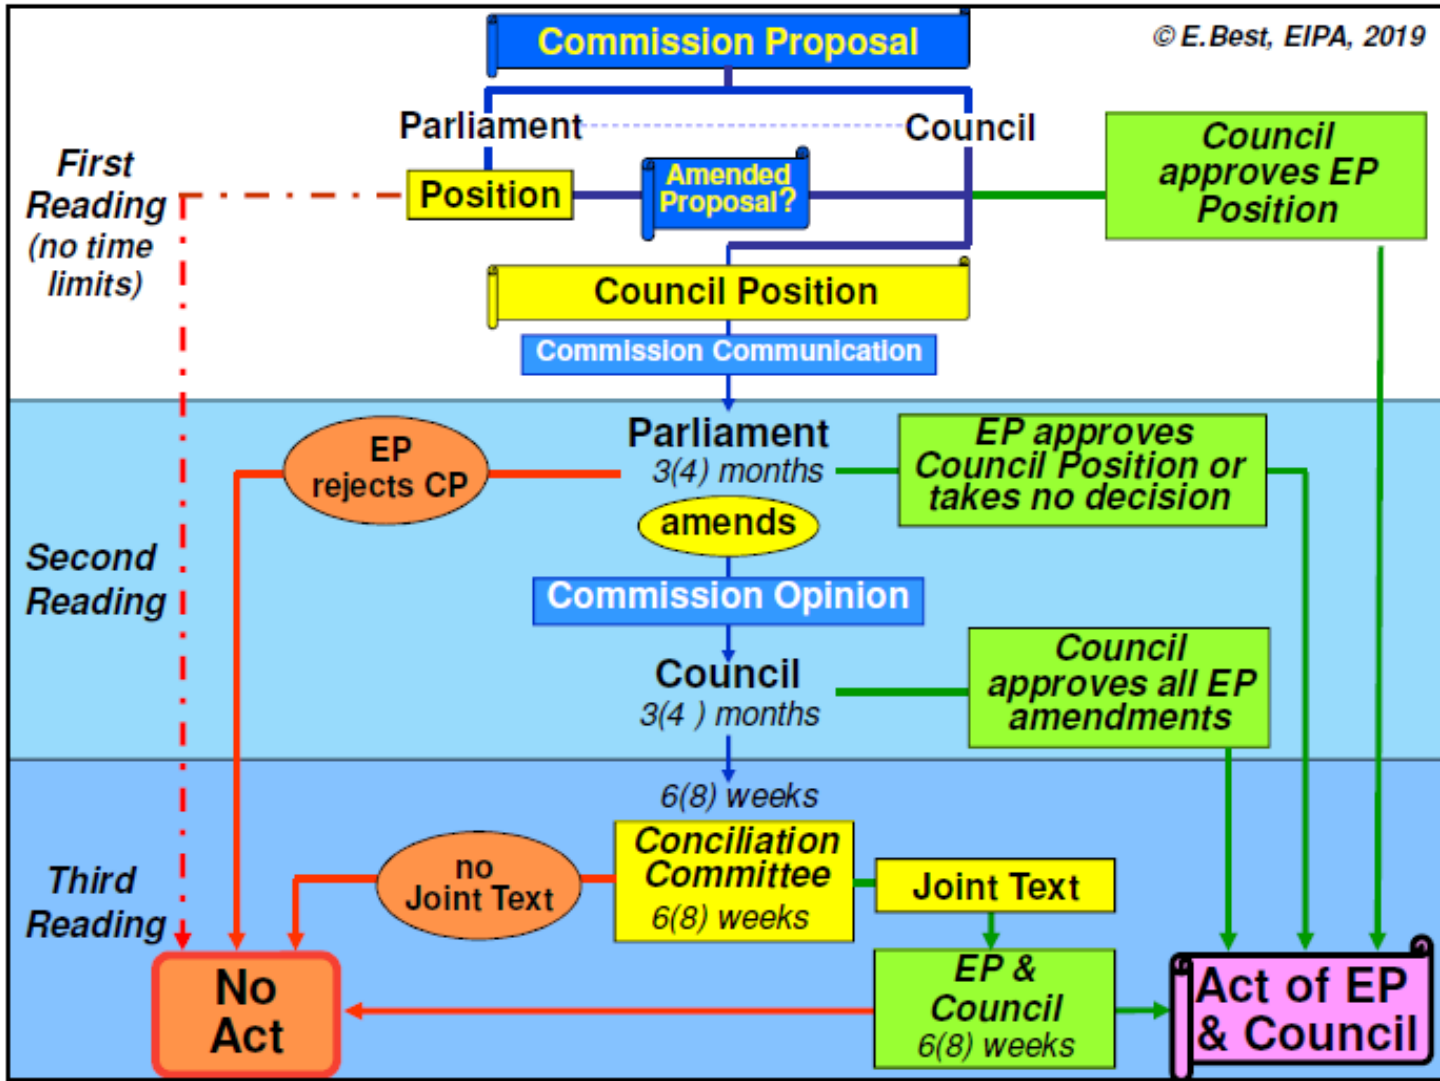 Commission Proposal
© E.Best, EIPA, 2019
Parliament
Council
First
Reading
(no time
limits)
Position
Amended
Proposal?
Council
approves EP
Position
Council Position
Commission Communication
Second
Reading
EP
rejects CP
Parliament
3(4) months
EP approves
Council Position or
takes no decision
amends
Commission Opinion
Council
3(4 ) months
Council
approves all EP
amendments
Third
Reading
6(8) weeks
Conciliation
Committee
6(8) weeks
no
Joint Text
Joint Text
EP &
Council
6(8) weeks
No
Act
Act of EP
& Council